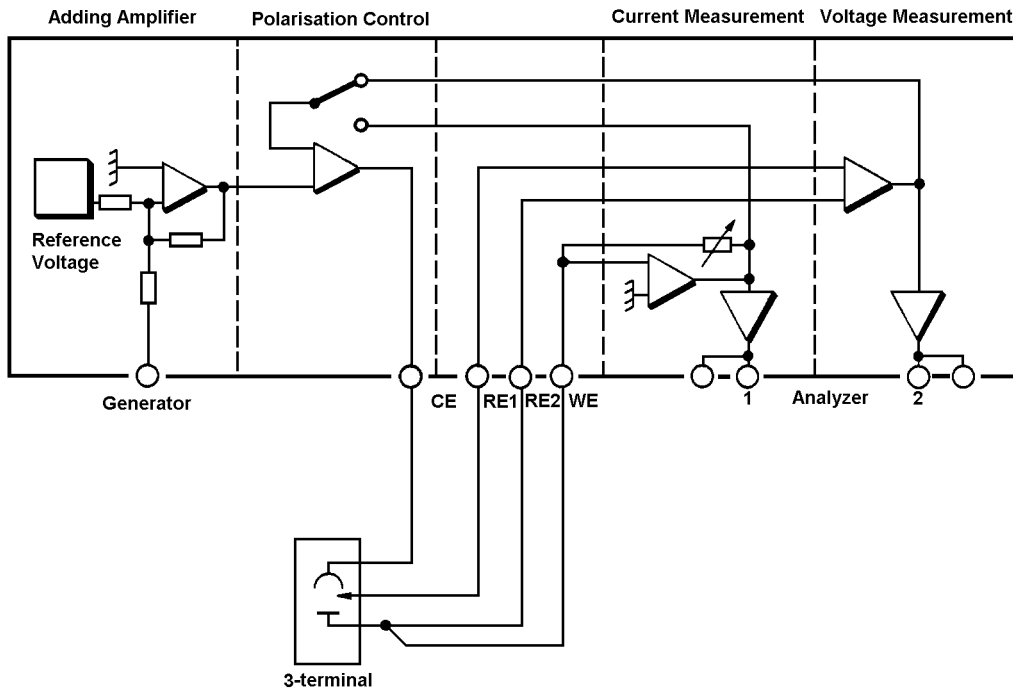 Adding Amplifier
Polarisation Control
Current Measurement
Voltage Measurement
Reference
Voltage
Generator
CE
RE1
RE2
WE
1
Analyzer
2
3-terminal